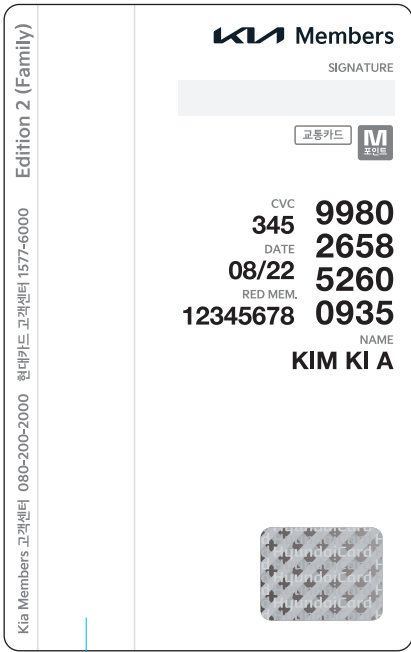 KIA Members
SIGNATURE
교통카드
M
포인트
CVC
345
DATE
08/22
RED MEM.
12345678
9980
2658
5260
0935
NAME
KIM KI A
HyundaiCard
HyundaiCard
Kia Members 고객센터 080-200-2000 현대카드 고객센터 1577-6000 Edition 2 (Family)